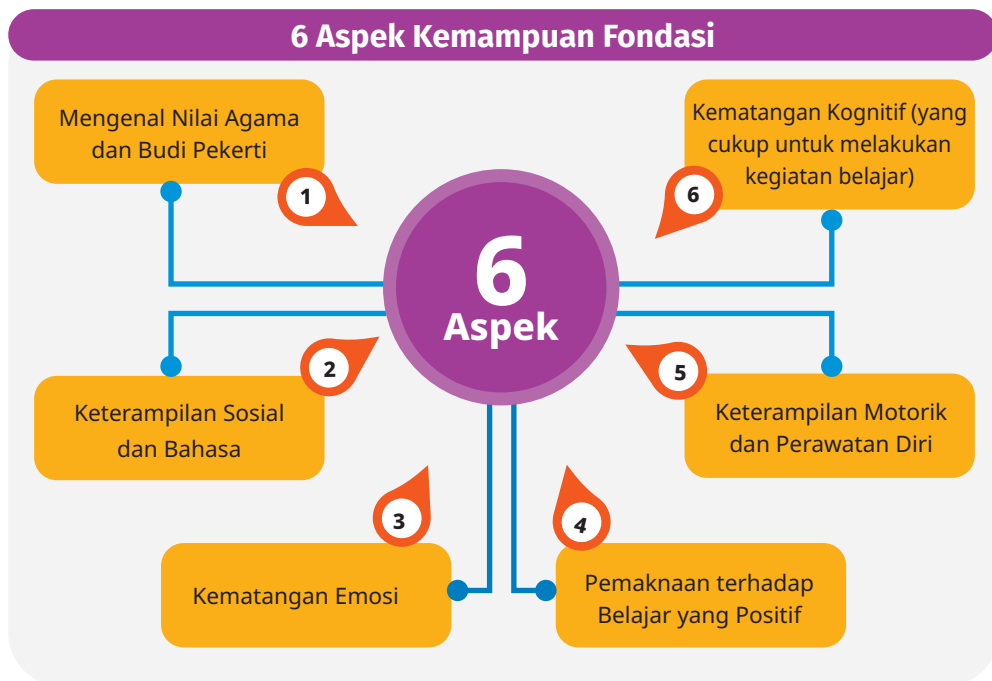 6 Aspek Kemampuan Fondasi
Mengenal Nilai Agama
dan Budi Pekerti
1
Keterampilan Sosial
dan Bahasa
2
Kematangan Emosi
3
Pemaknaan terhadap
Belajar yang Positif
4
Keterampilan Motorik
dan Perawatan Diri
5
Kematangan Kognitif (yang
cukup untuk melakukan
kegiatan belajar)
6
6
Aspek